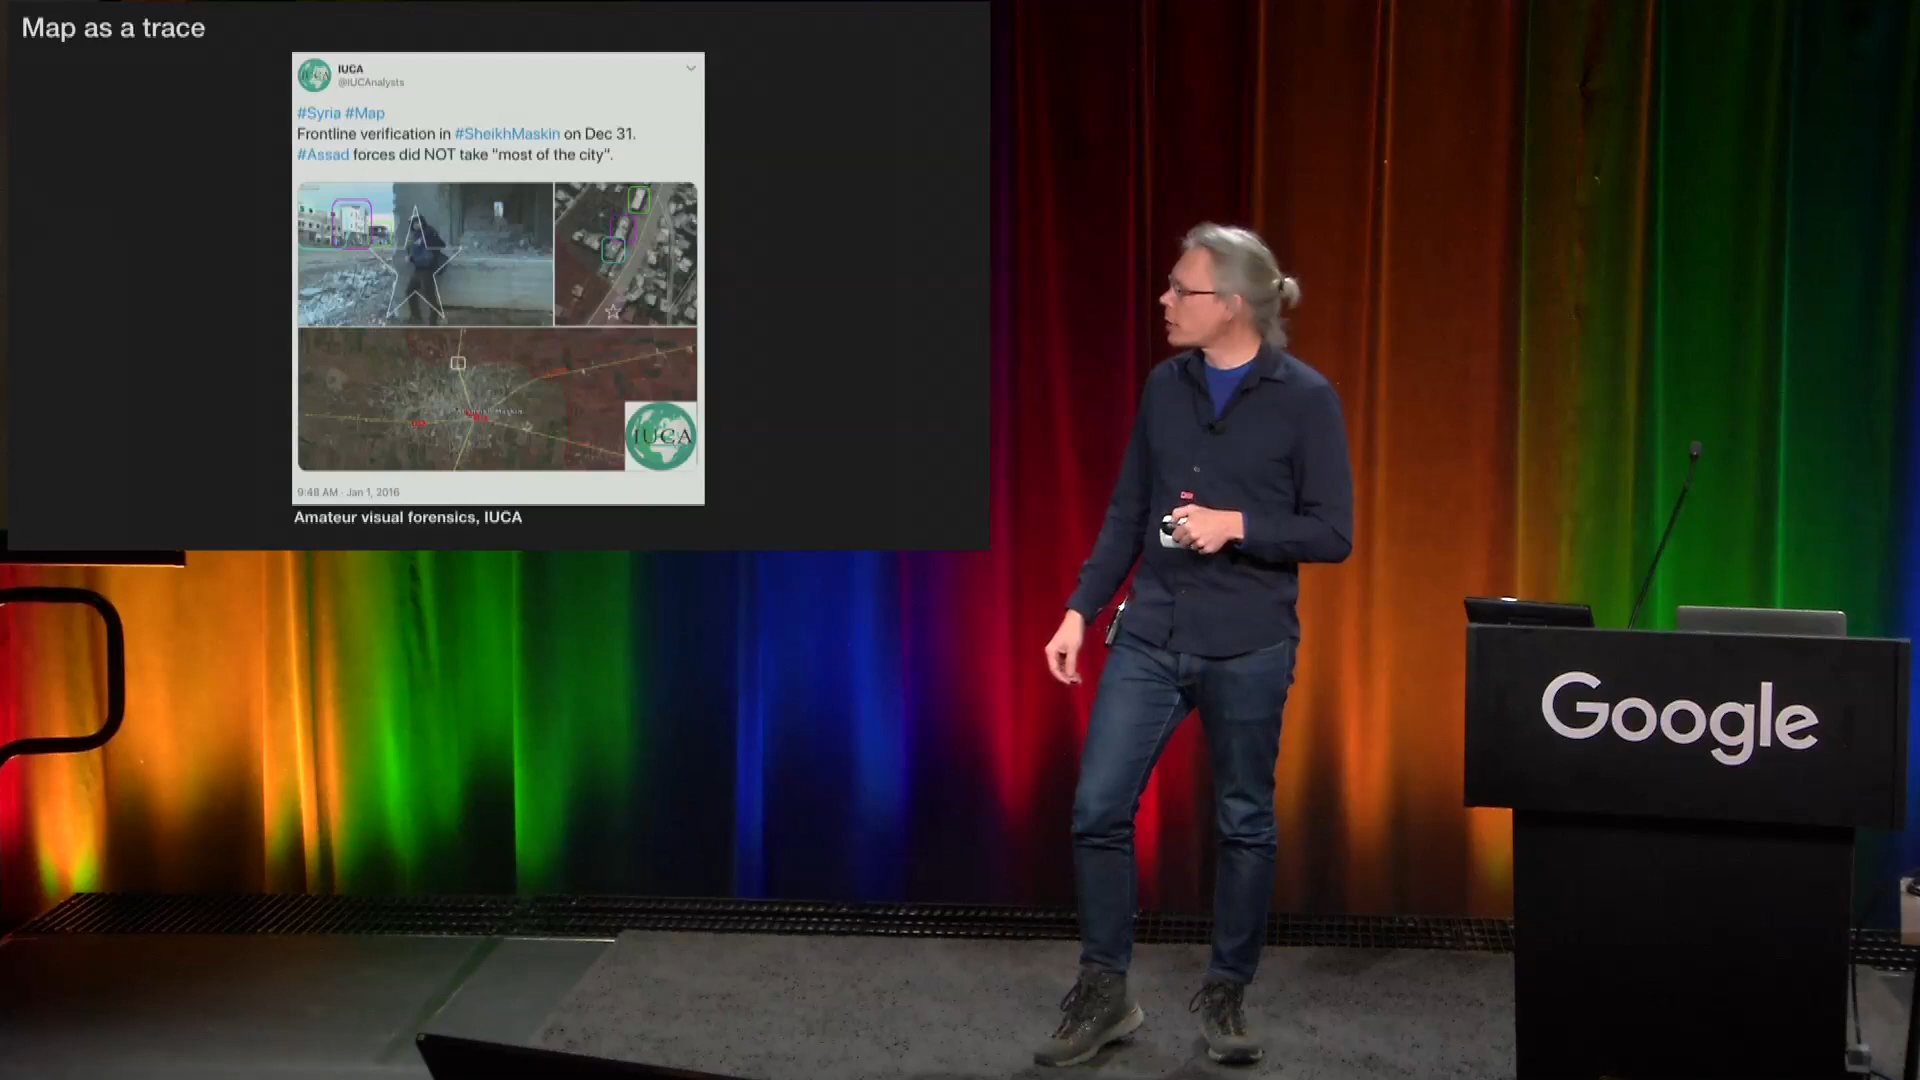 Map as a trace
IUCA
@IUCAnalysts
#Syria #Map
Frontline verification in #SheikhMaskin on Dec 31.
#Assad forces did NOT take "most of the city".
IUCA
9:48 AM · Jan 1, 2016
Amateur visual forensics, IUCA
Google